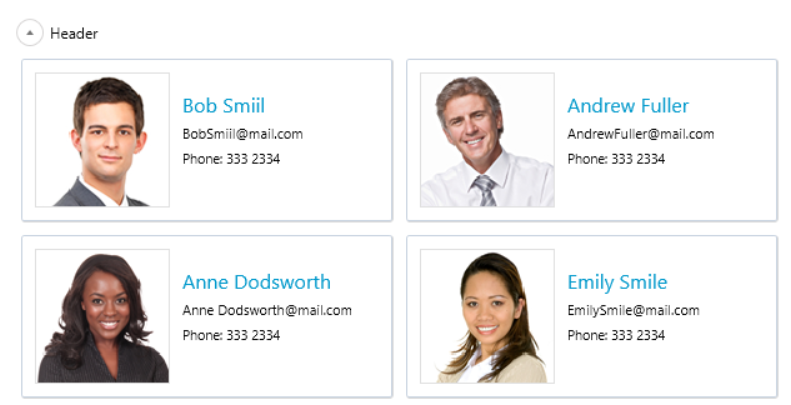 Header
Bob Smiil
BobSmiil@mail.com
Phone: 333 2334
Andrew Fuller
AndrewFuller@mail.com
Phone: 333 2334
Anne Dodsworth
Anne Dodsworth@mail.com
Phone: 333 2334
Emily Smile
EmilySmile@mail.com
Phone: 333 2334